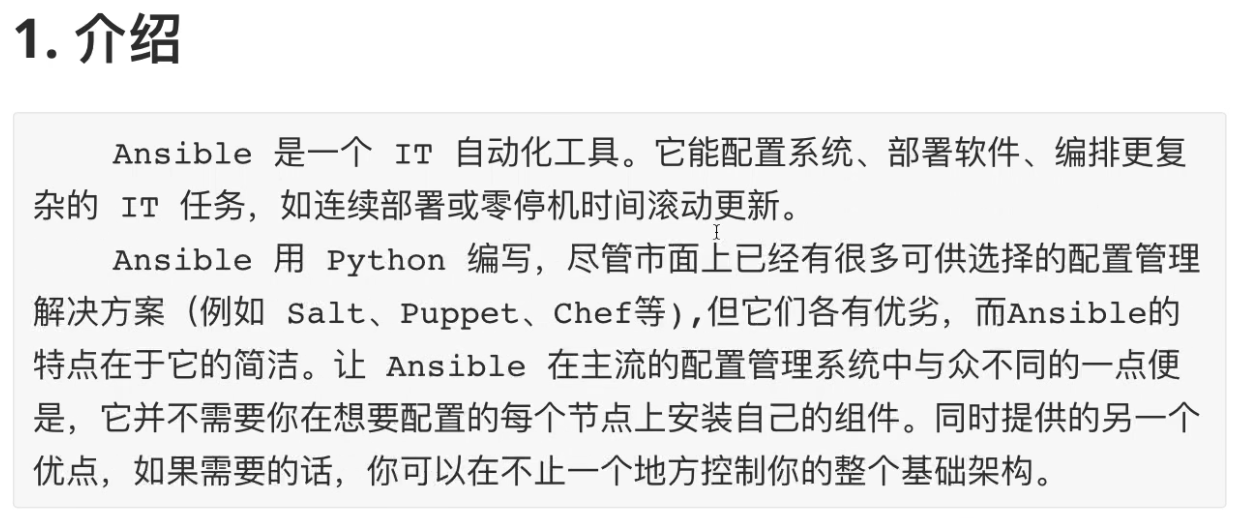 1. 介绍
Ansible 是一个 IT 自动化工具。它能配置系统、部署软件、编排更复
杂的 IT 任务，如连续部署或零停机时间滚动更新。
Ansible 用 Python 编写，尽管市面上已经有很多可供选择的配置管理
解决方案（例如 Salt、Puppet、Chef等),但它们各有优劣，而Ansible的
特点在于它的简洁。让 Ansible 在主流的配置管理系统中与众不同的一点便
是，它并不需要你在想要配置的每个节点上安装自己的组件。同时提供的另一个
优点，如果需要的话，你可以在不止一个地方控制你的整个基础架构。